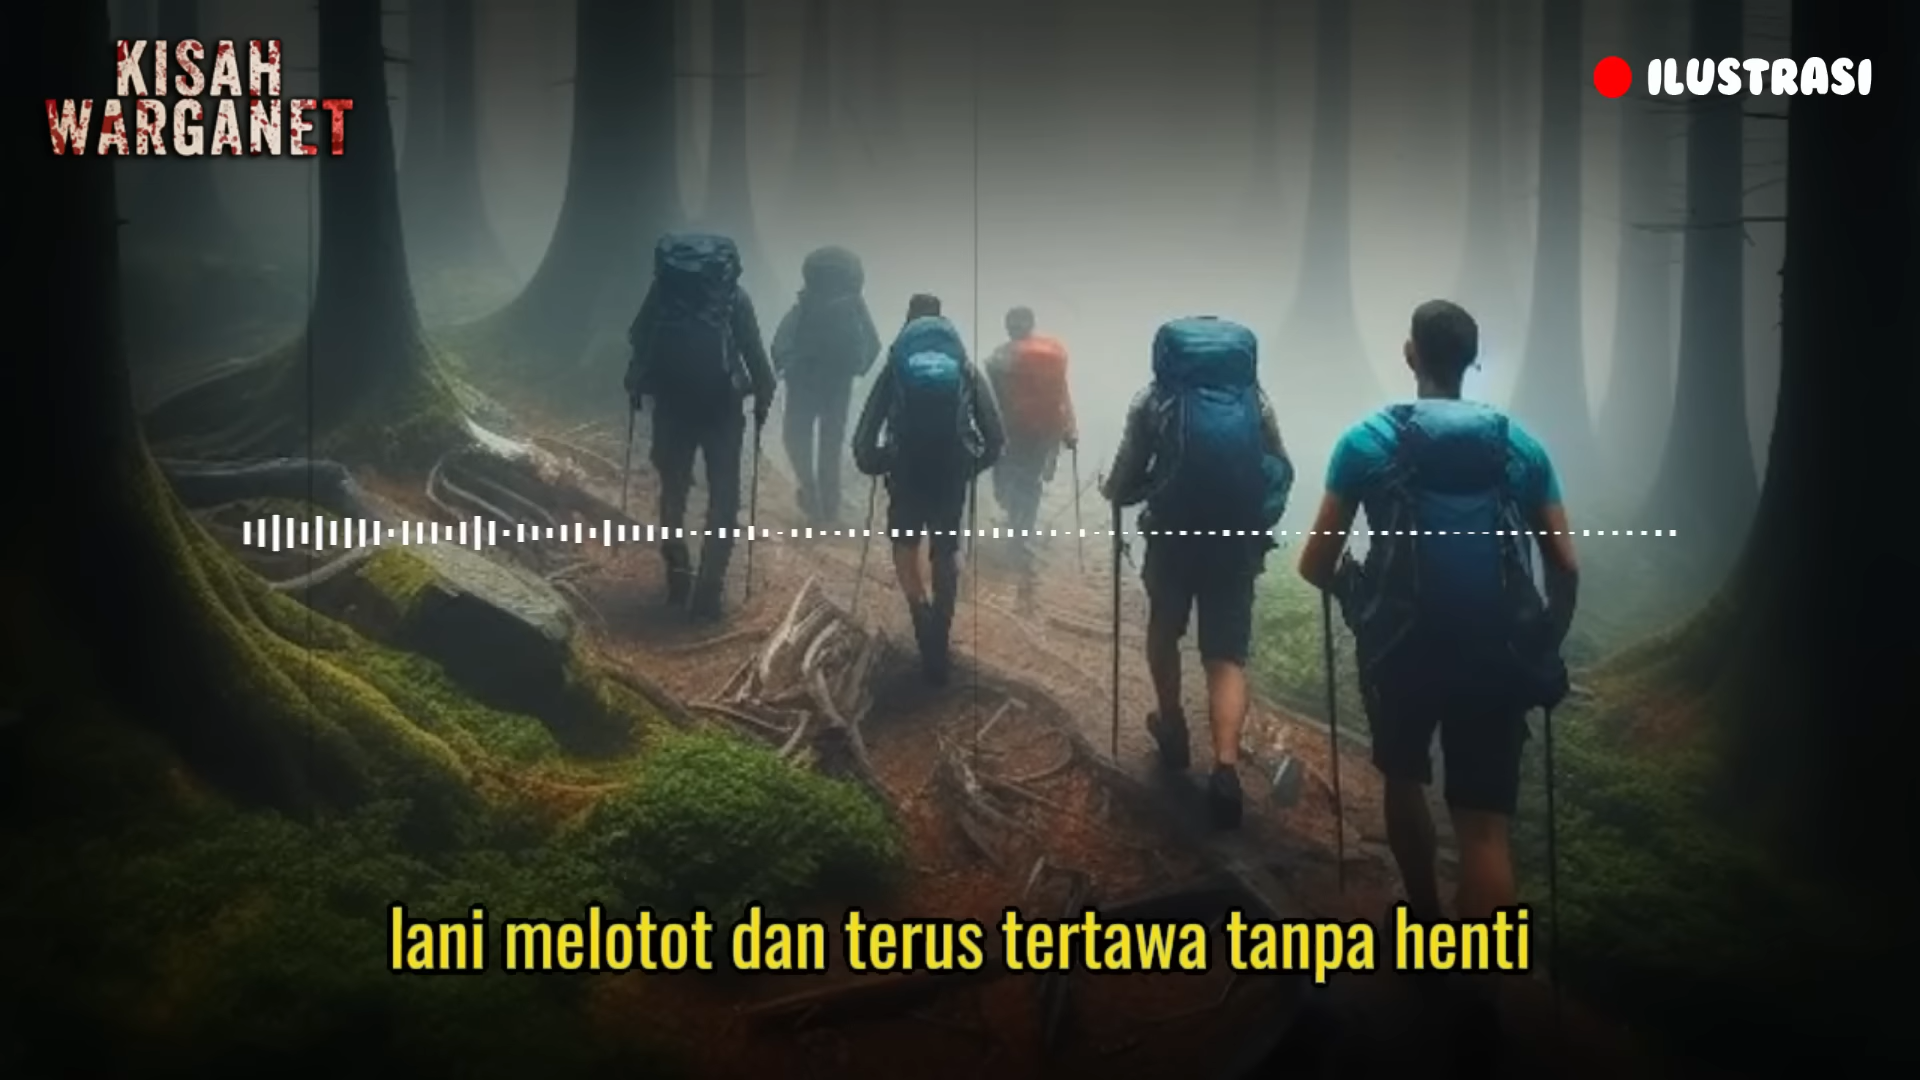 KISAH
WARGANET
ILUSTRASI
lani melotot dan terus tertawa tanpa henti